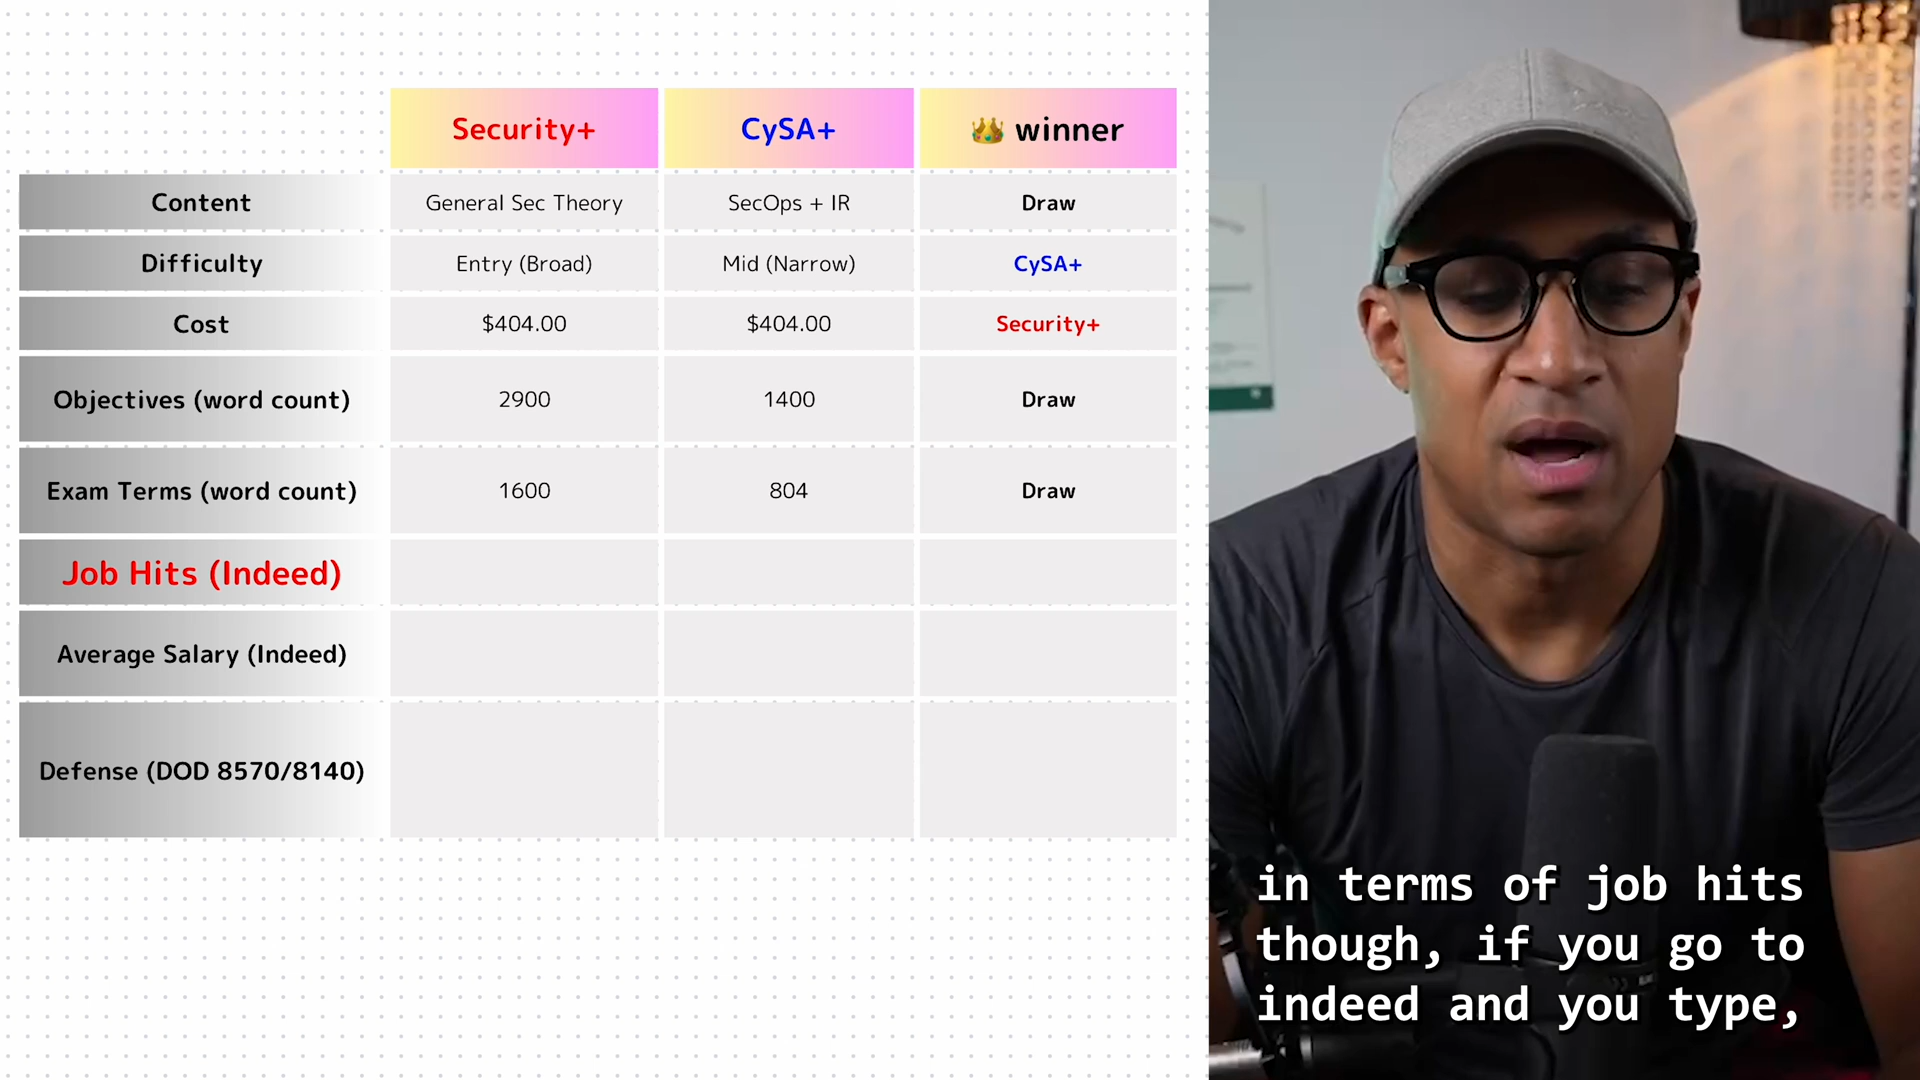 Security+ CySA+ 👑 winner
Content General Sec Theory SecOps + IR Draw
Difficulty Entry (Broad) Mid (Narrow) CySA+
Cost $404.00 $404.00 Security+
Objectives (word count) 2900 1400 Draw
Exam Terms (word count) 1600 804 Draw
Job Hits (Indeed)
Average Salary (Indeed)
Defense (DOD 8570/8140)
in terms of job hits
though, if you go to
indeed and you type,